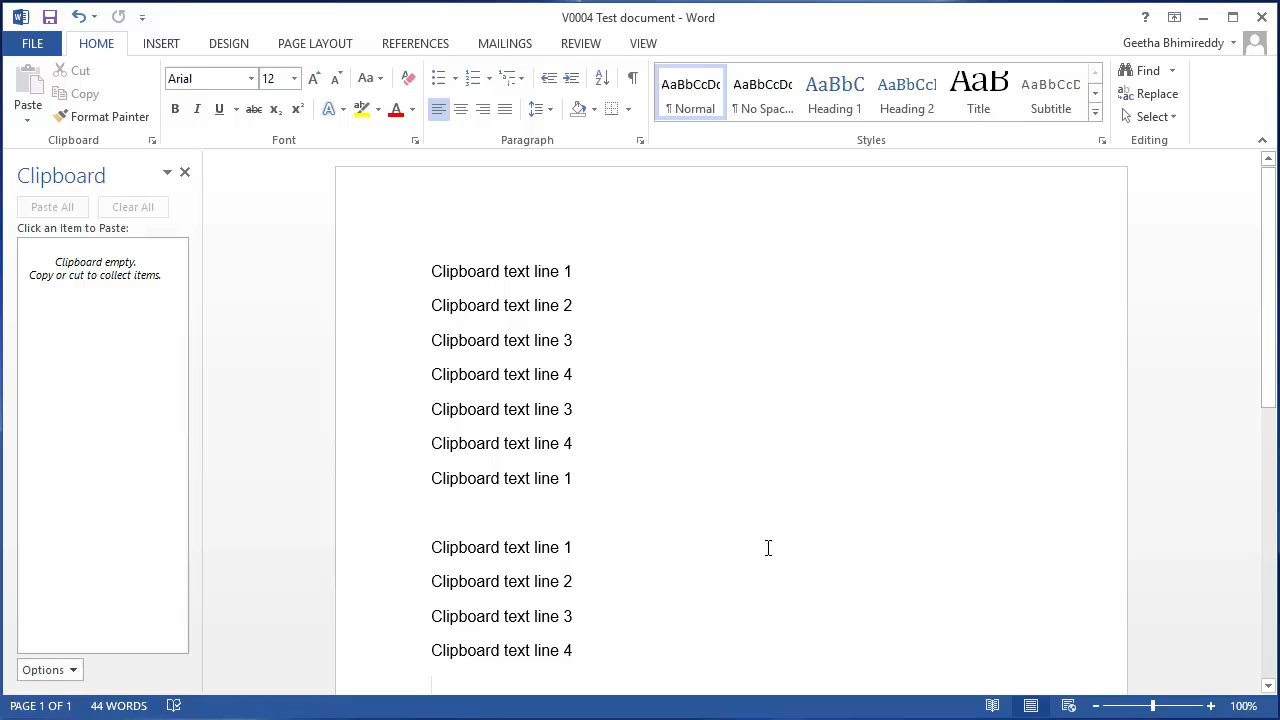 V0004 Test document - Word
FILE HOME INSERT DESIGN PAGE LAYOUT REFERENCES MAILINGS REVIEW VIEW Geetha Bhimireddy
Paste
Cut
Copy
Format Painter
Clipboard
Arial 12 Aa
B I U abc x₂ x² A aby A
Font
Paragraph
AaBbCcDc AaBbCcDc AaBbC AaBbCcI AaB AaBbCcD
¶ Normal ¶ No Spac... Heading 1 Heading 2 Title Subtitle
Styles
Find
Replace
Select
Editing
Clipboard
Paste All Clear All
Click an Item to Paste:
Clipboard empty.
Copy or cut to collect items.
Options
Clipboard text line 1
Clipboard text line 2
Clipboard text line 3
Clipboard text line 4
Clipboard text line 3
Clipboard text line 4
Clipboard text line 1
Clipboard text line 1
Clipboard text line 2
Clipboard text line 3
Clipboard text line 4
PAGE 1 OF 1 44 WORDS 100%